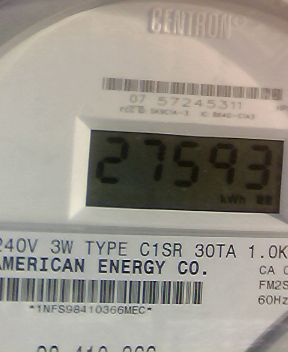 CENTRON
07 57245311
27593
kWh
240V 3W TYPE C1SR 30TA 1.0K
AMERICAN ENERGY CO.
CA 0
FM2S
60Hz
*1NFS98410366MEC*